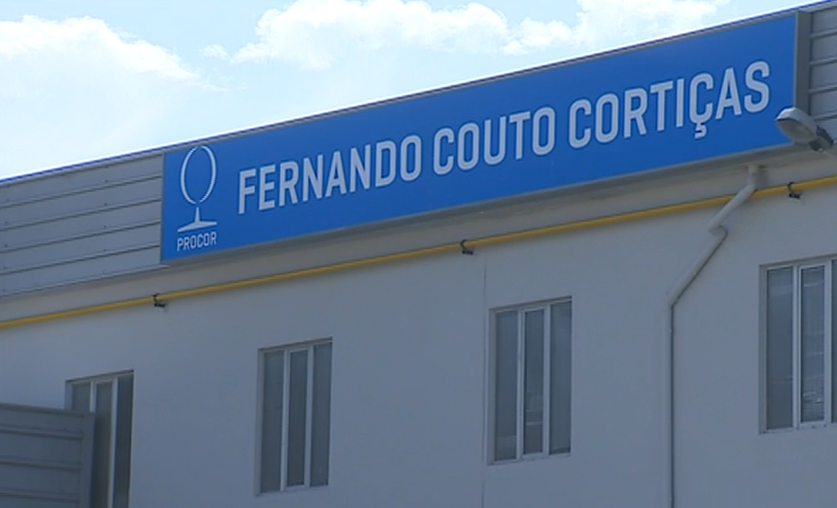 FERNANDO COUTO CORTIÇAS
PROCOR